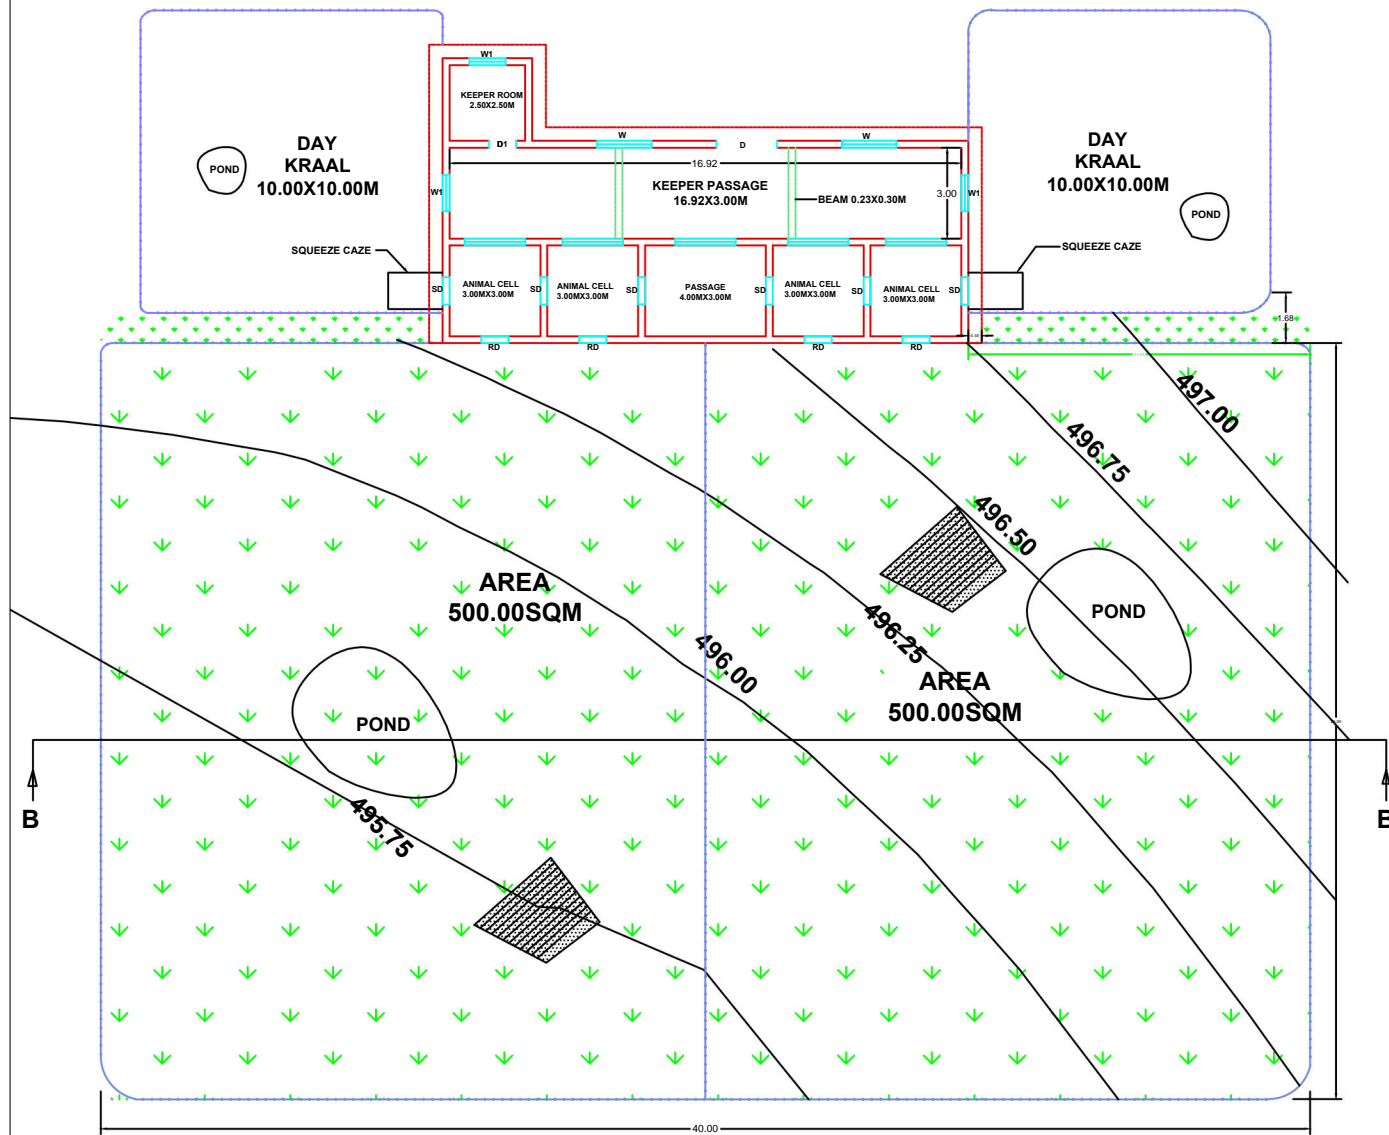 W1
KEEPER ROOM
2.50X2.50M
D1
W
D
W
DAY
KRAAL
10.00X10.00M
POND
DAY
KRAAL
10.00X10.00M
POND
16.92
W1
KEEPER PASSAGE
16.92X3.00M
BEAM 0.23X0.30M
3.00
W1
SQUEEZE CAZE
SQUEEZE CAZE
SD
ANIMAL CELL
3.00MX3.00M
SD
ANIMAL CELL
3.00MX3.00M
SD
PASSAGE
4.00MX3.00M
SD
ANIMAL CELL
3.00MX3.00M
SD
ANIMAL CELL
3.00MX3.00M
SD
1.68
RD
RD
RD
RD
497.00
496.75
496.50
AREA
500.00SQM
POND
496.25
496.00
AREA
500.00SQM
POND
B
B
495.75
40.00